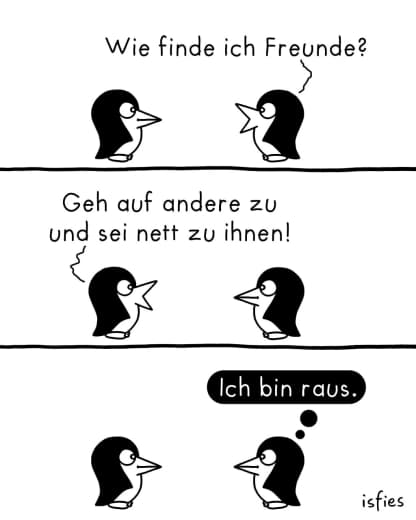 Wie finde ich Freunde?
Geh auf andere zu
und sei nett zu ihnen!
Ich bin raus.
isfies